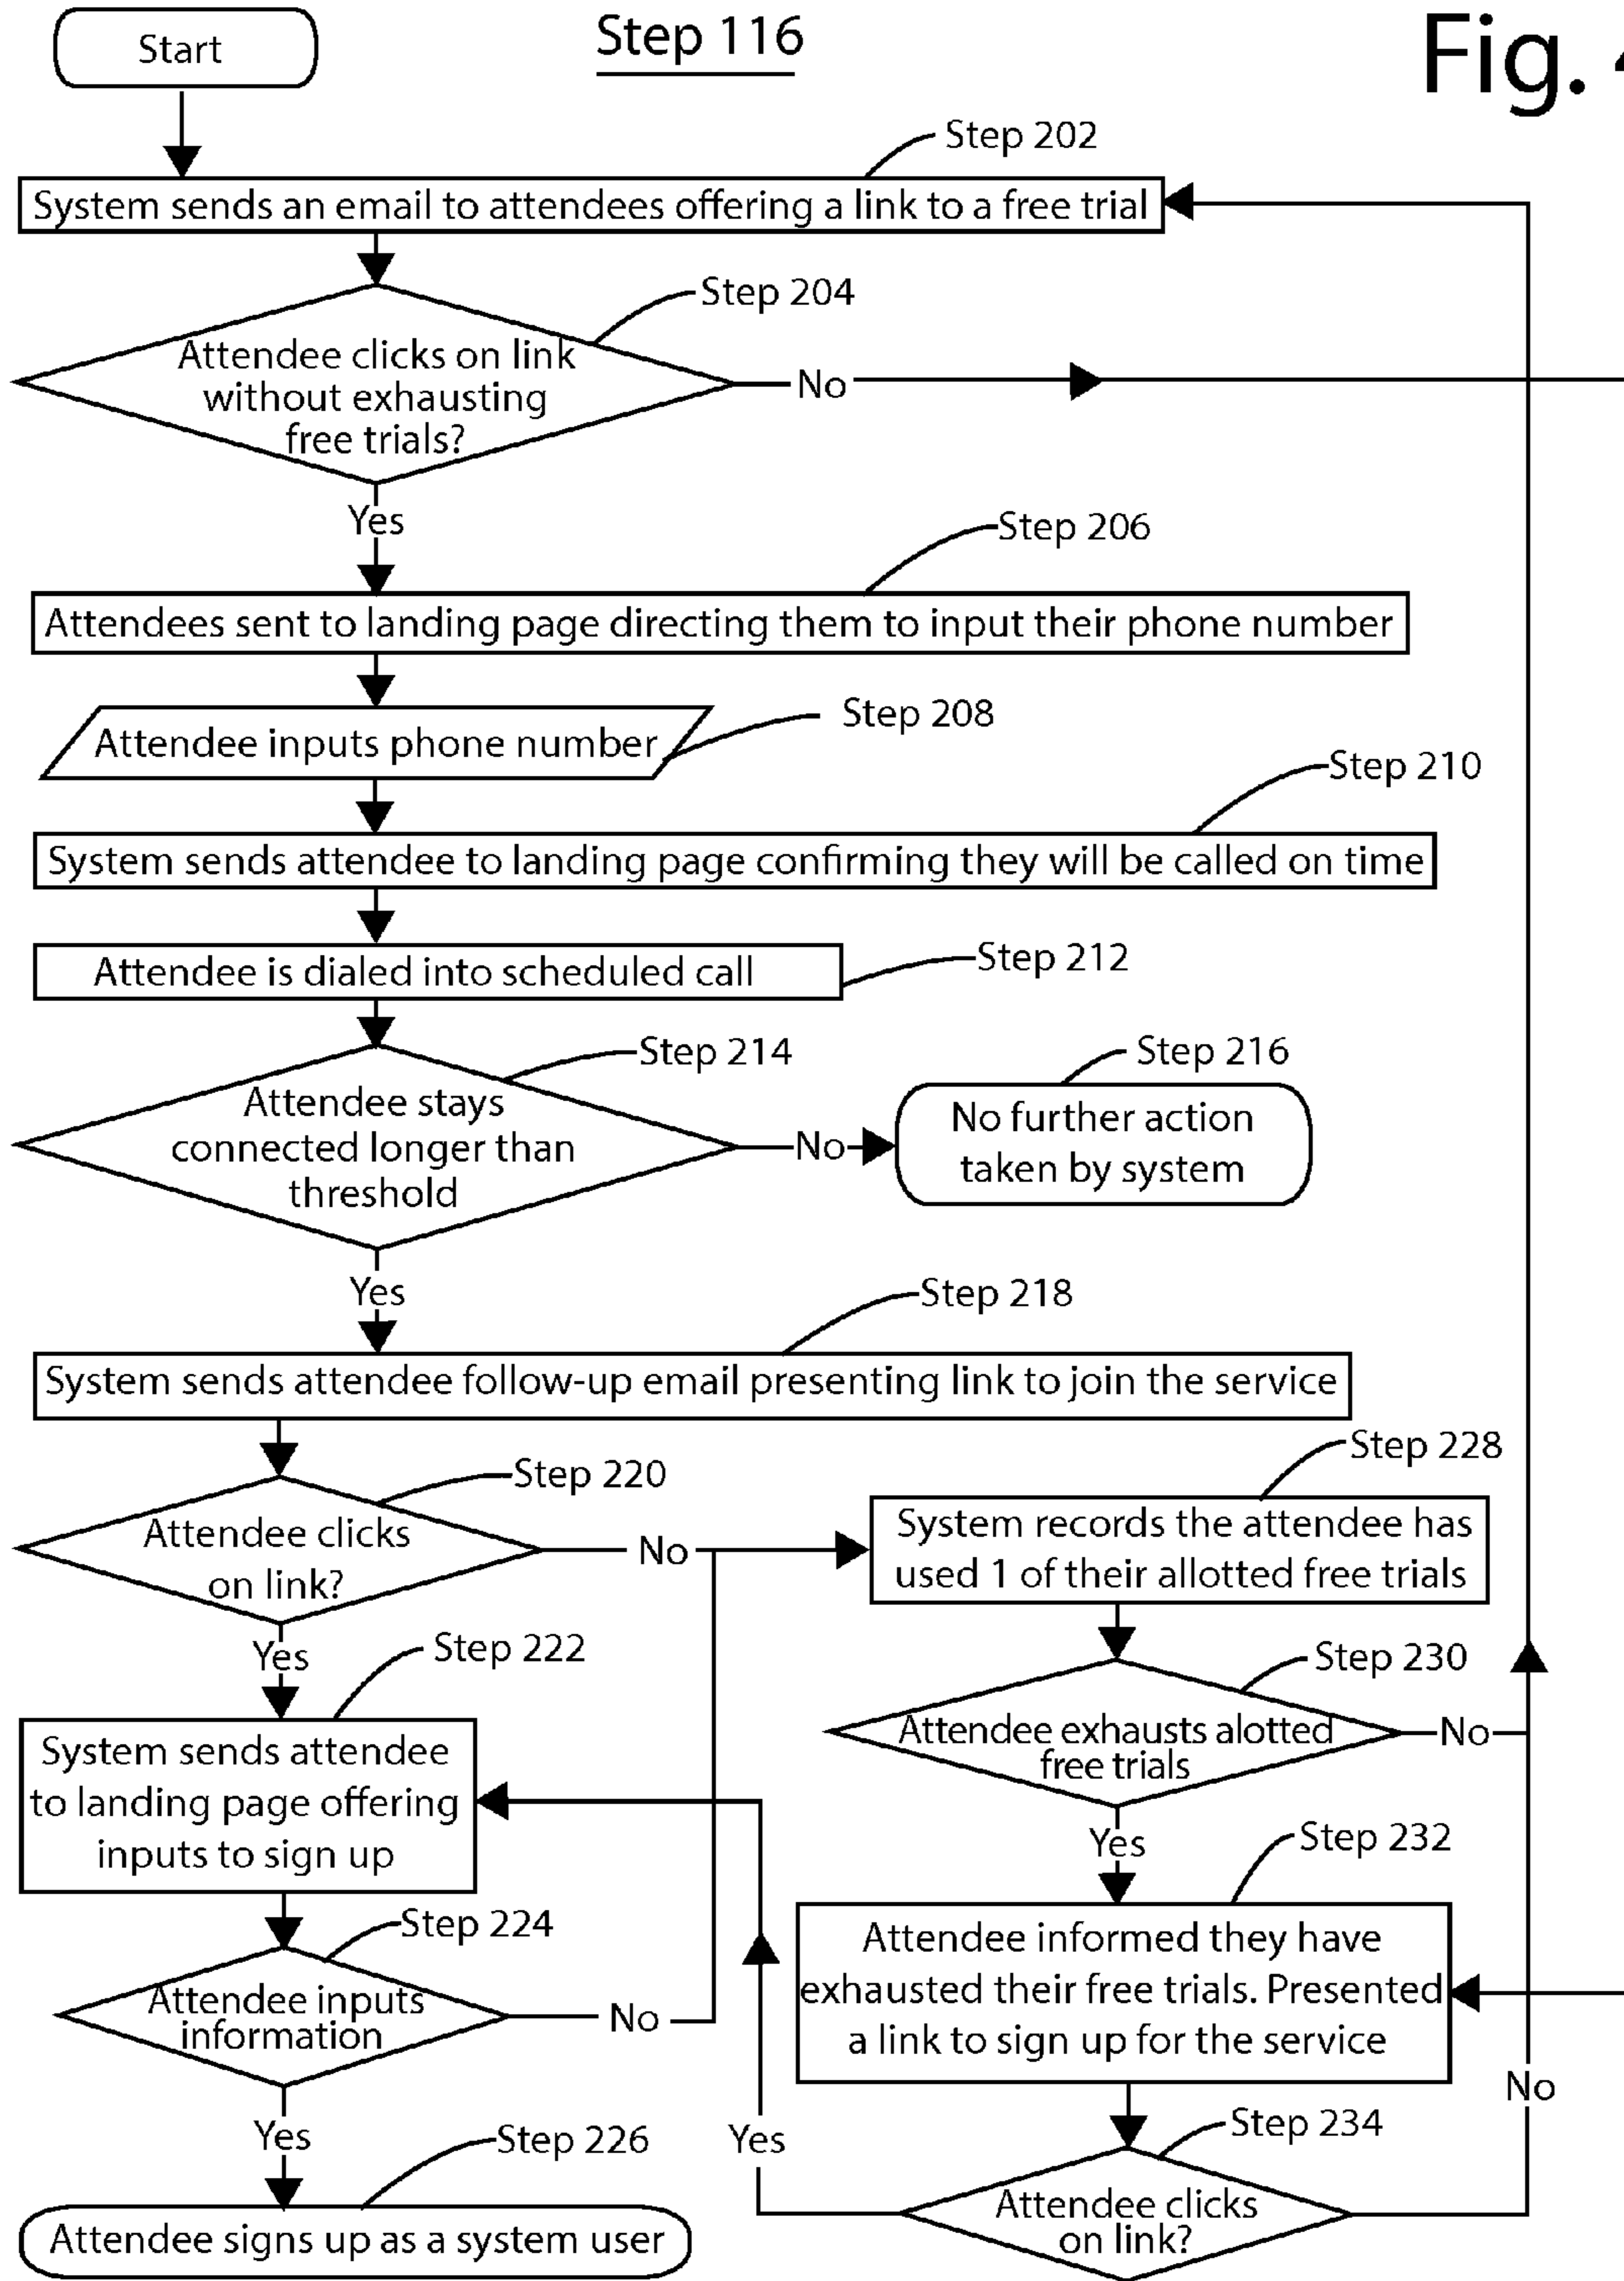 Start
Step 116
Fig. 4
Step 202
System sends an email to attendees offering a link to a free trial
Step 204
Attendee clicks on link
without exhausting
free trials?
No
Yes
Step 206
Attendees sent to landing page directing them to input their phone number
Step 208
Attendee inputs phone number
Step 210
System sends attendee to landing page confirming they will be called on time
Step 212
Attendee is dialed into scheduled call
Step 214
Attendee stays
connected longer than
threshold
No
Step 216
No further action
taken by system
Yes
Step 218
System sends attendee follow-up email presenting link to join the service
Step 220
Attendee clicks
on link?
No
Step 228
System records the attendee has
used 1 of their allotted free trials
Yes
Step 222
System sends attendee
to landing page offering
inputs to sign up
Step 230
Attendee exhausts alotted
free trials
No
Yes
Step 224
Attendee inputs
information
No
Step 232
Attendee informed they have
exhausted their free trials. Presented
a link to sign up for the service
No
Yes
Step 226
Attendee signs up as a system user
Yes
Step 234
Attendee clicks
on link?